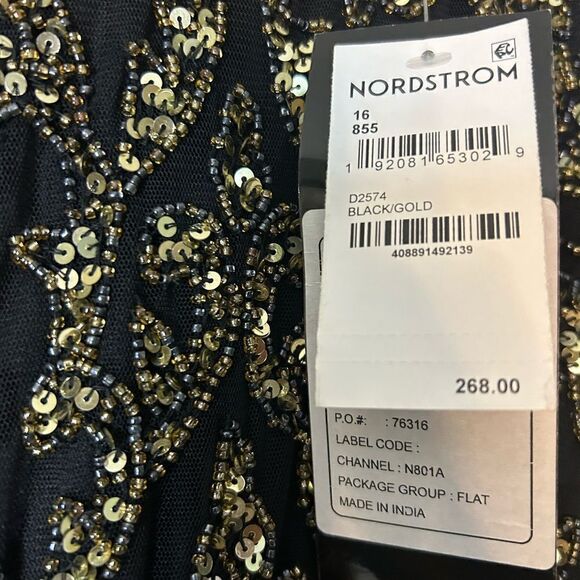 NORDSTROM
16
855
1 92081 65302 9
D2574
BLACK/GOLD
408891492139
268.00
P.O.#: : 76316
LABEL CODE :
CHANNEL : N801A
PACKAGE GROUP : FLAT
MADE IN INDIA